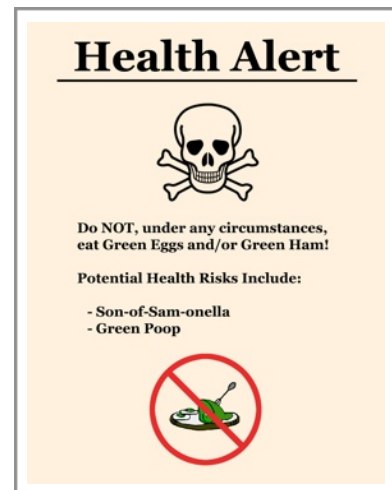 Health Alert
Do NOT, under any circumstances,
eat Green Eggs and/or Green Ham!
Potential Health Risks Include:
- Son-of-Sam-onella
- Green Poop